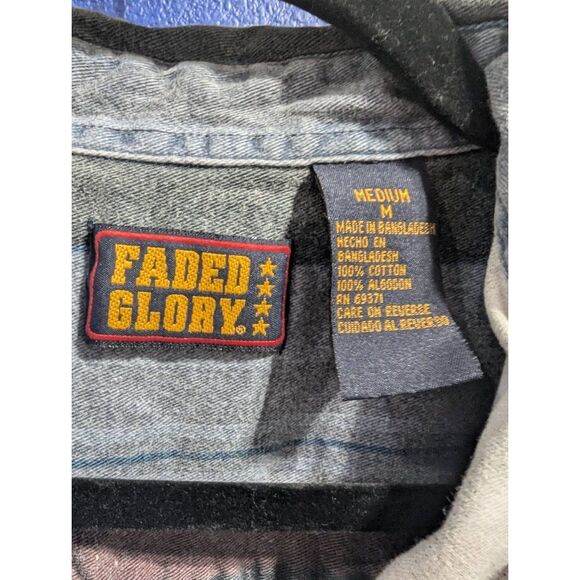 FADED
GLORY®
MEDIUM
M
MADE IN BANGLADESH
HECHO EN
BANGLADESH
100% COTTON
100% ALGODON
RN 69371
CARE ON REVERSE
CUIDADO AL REVERSO